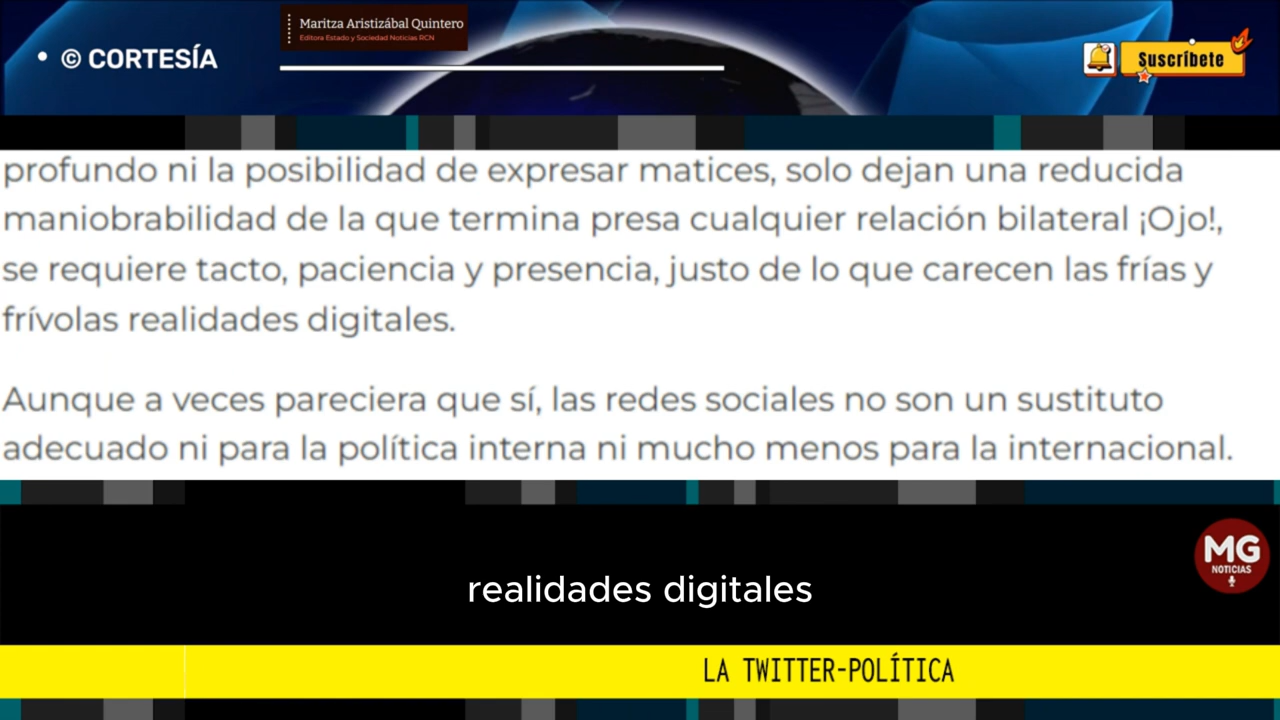 • © CORTESÍA
Maritza Aristizábal Quintero
Editora Estado y Sociedad Noticias RCN
Suscríbete
profundo ni la posibilidad de expresar matices, solo dejan una reducida
maniobrabilidad de la que termina presa cualquier relación bilateral ¡Ojo!,
se requiere tacto, paciencia y presencia, justo de lo que carecen las frías y
frívolas realidades digitales.
Aunque a veces pareciera que sí, las redes sociales no son un sustituto
adecuado ni para la política interna ni mucho menos para la internacional.
MG
NOTICIAS
realidades digitales
LA TWITTER-POLÍTICA